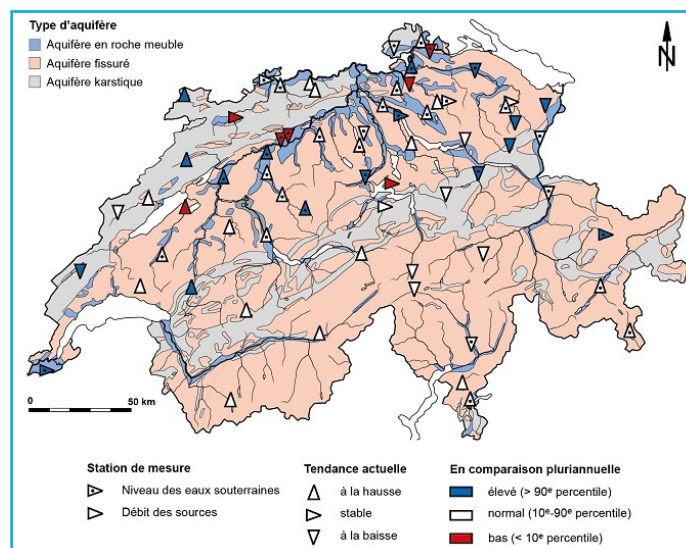 Type d'aquifère
Aquifère en roche meuble
Aquifère fissuré
Aquifère karstique
N
0 50 km
Station de mesure
Niveau des eaux souterraines
Débit des sources
Tendance actuelle
à la hausse
stable
à la baisse
En comparaison pluriannuelle
élevé (> 90e percentile)
normal (10e-90e percentile)
bas (< 10e percentile)